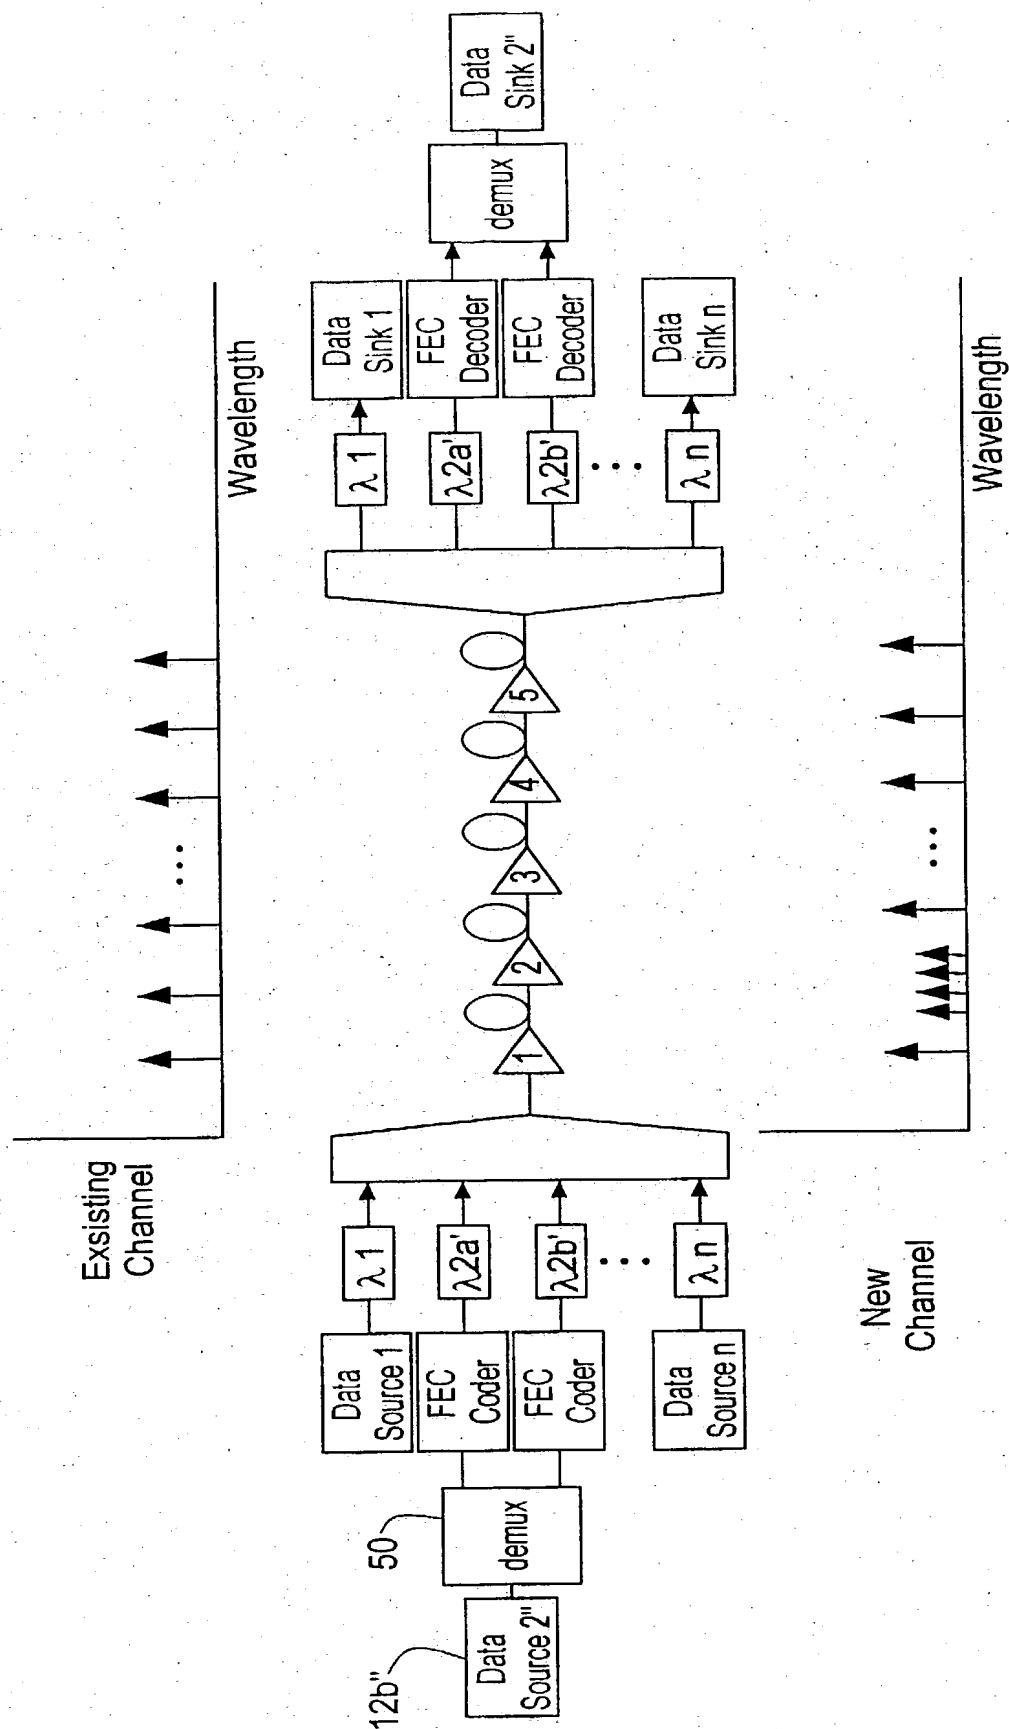 Exsisting
Channel
Wavelength
12b"
Data
Source 2"
50
demux
Data
Source 1
FEC
Coder
FEC
Coder
Data
Source n
λ 1
λ2a'
λ2b'
...
λ n
1
2
3
4
5
λ 1
λ2a'
λ2b'
...
λ n
Data
Sink 1
FEC
Decoder
FEC
Decoder
Data
Sink n
demux
Data
Sink 2"
...
New
Channel
...
Wavelength